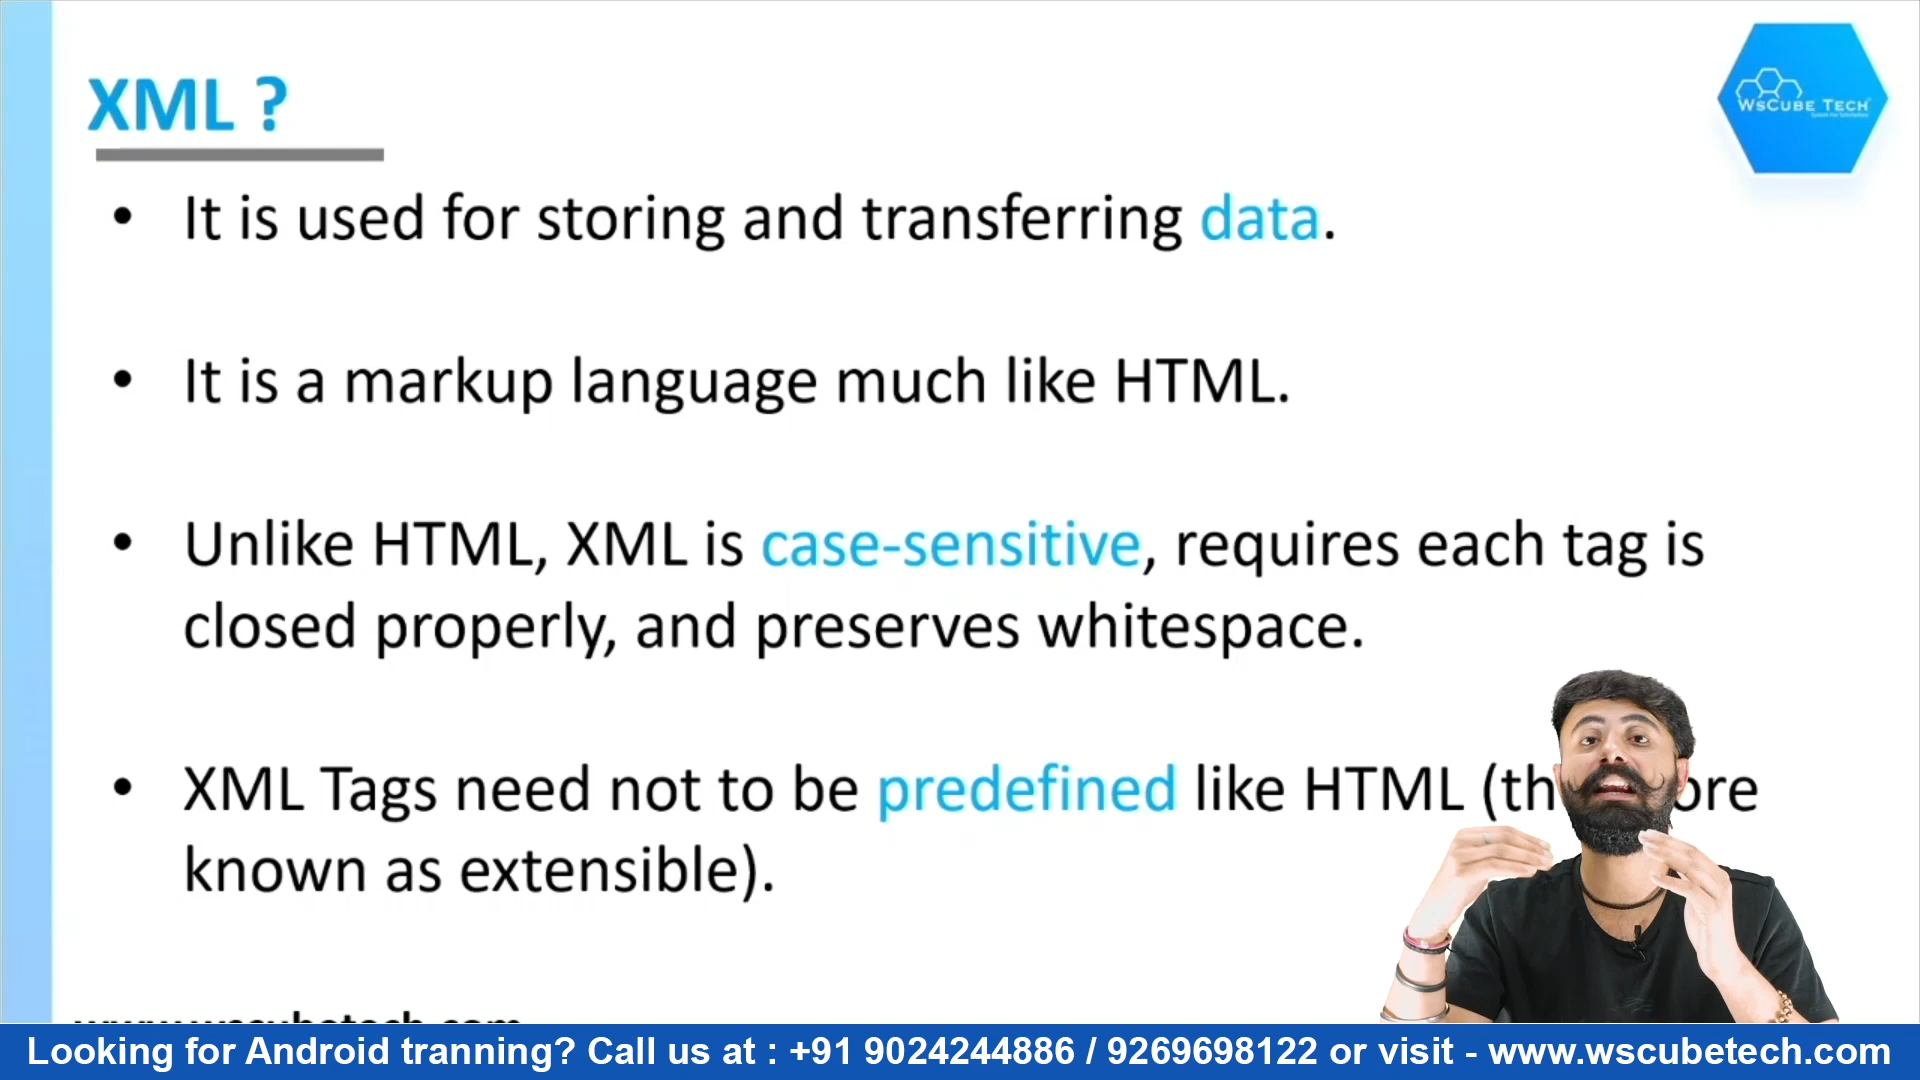 XML ?
WSCUBE TECH
• It is used for storing and transferring data.
• It is a markup language much like HTML.
• Unlike HTML, XML is case-sensitive, requires each tag is
closed properly, and preserves whitespace.
• XML Tags need not to be predefined like HTML (
known as extensible).
www.wscubetech.com
Looking for Android tranning? Call us at : +91 9024244886 / 9269698122 or visit - www.wscubetech.com